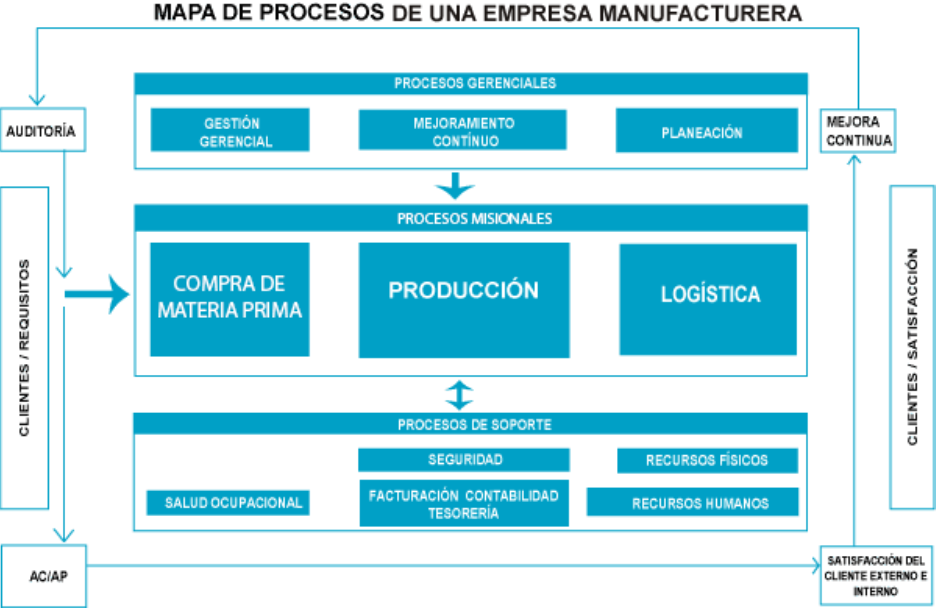 MAPA DE PROCESOS DE UNA EMPRESA MANUFACTURERA
PROCESOS GERENCIALES
AUDITORÍA
GESTIÓN
GERENCIAL
MEJORAMIENTO
CONTÍNUO
PLANEACIÓN
MEJORA
CONTINUA
CLIENTES / REQUISITOS
PROCESOS MISIONALES
COMPRA DE
MATERIA PRIMA
PRODUCCIÓN
LOGÍSTICA
CLIENTES / SATISFACCIÓN
PROCESOS DE SOPORTE
SEGURIDAD
RECURSOS FÍSICOS
SALUD OCUPACIONAL
FACTURACIÓN CONTABILIDAD
TESORERÍA
RECURSOS HUMANOS
AC/AP
SATISFACCIÓN DEL
CLIENTE EXTERNO E
INTERNO